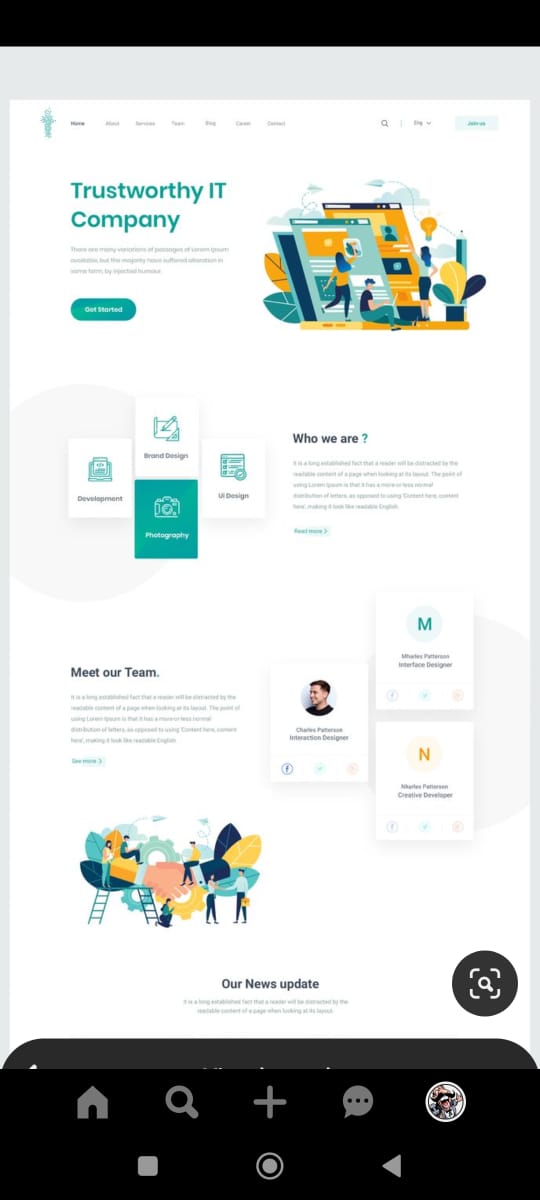 Home About Services Team Blog Career Contact Eng Join us
Trustworthy IT
Company
There are many variations of passages of Lorem Ipsum
available, but the majority have suffered alteration in
some form, by injected humour.
Get Started
Brand Design
Development
Ui Design
Photography
Who we are ?
It is a long established fact that a reader will be distracted by the
readable content of a page when looking at its layout. The point of
using Lorem Ipsum is that it has a more-or-less normal
distribution of letters, as opposed to using 'Content here, content
here', making it look like readable English.
Read more >
M
Mharles Patterson
Interface Designer
Meet our Team.
It is a long established fact that a reader will be distracted by the
readable content of a page when looking at its layout. The point of
using Lorem Ipsum is that it has a more-or-less normal
distribution of letters, as opposed to using 'Content here, content
here', making it look like readable English.
See more >
Charles Patterson
Interaction Designer
N
Nharles Patterson
Creative Developer
Our News update
It is a long established fact that a reader will be distracted by the
readable content of a page when looking at its layout.